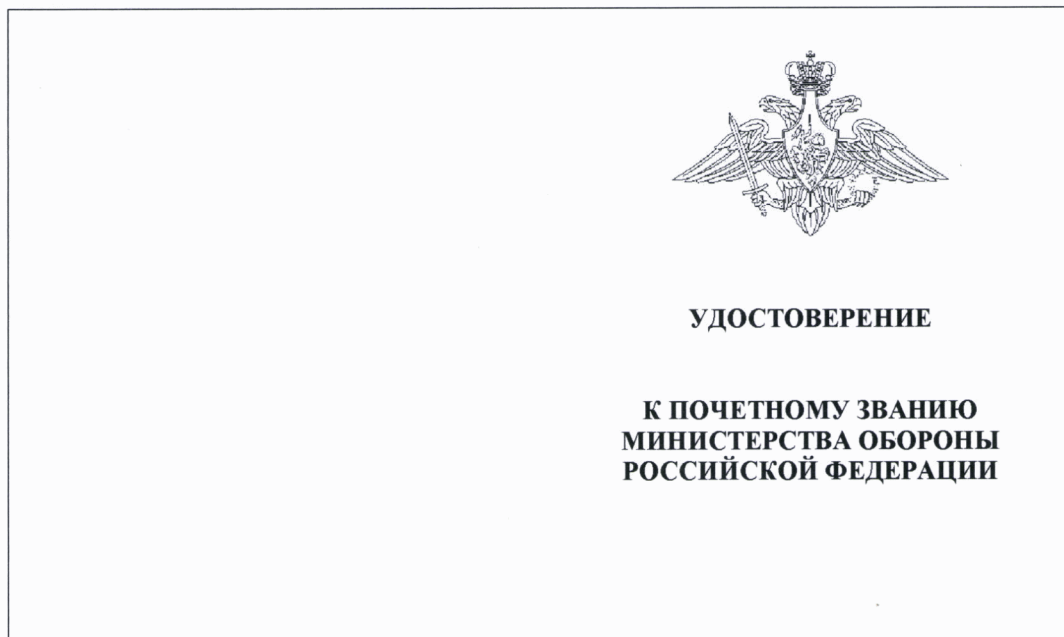 УДОСТОВЕРЕНИЕ
К ПОЧЕТНОМУ ЗВАНИЮ
МИНИСТЕРСТВА ОБОРОНЫ
РОССИЙСКОЙ ФЕДЕРАЦИИ